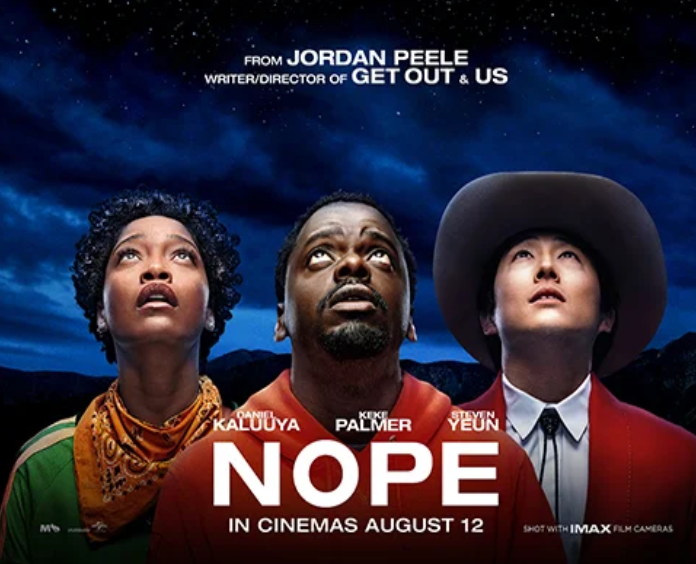 FROM JORDAN PEELE
WRITER/DIRECTOR OF GET OUT & US
DANIEL KALUUYA
KEKE PALMER
STEVEN YEUN
NOPE
IN CINEMAS AUGUST 12
SHOT WITH IMAX FILM CAMERAS